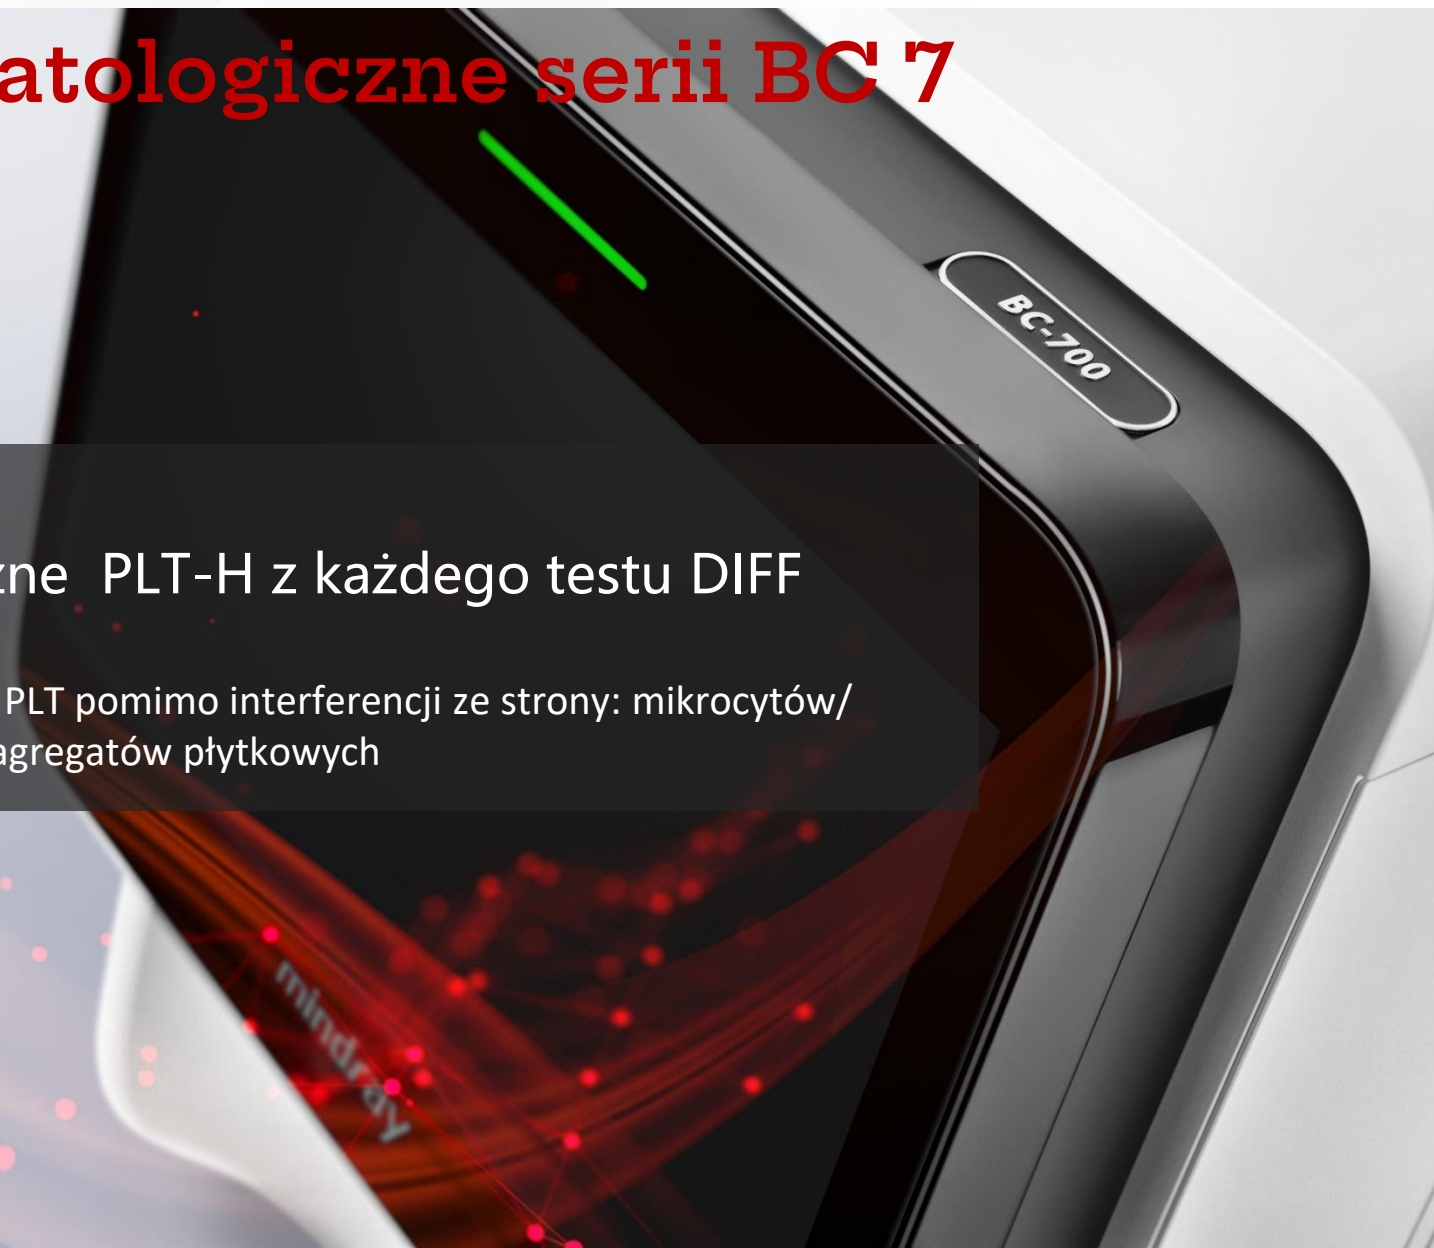 atologiczne serii BC 7
BC-700
zne PLT-H z każdego testu DIFF
PLT pomimo interferencji ze strony: mikrocytów/
agregatów płytkowych
mindray